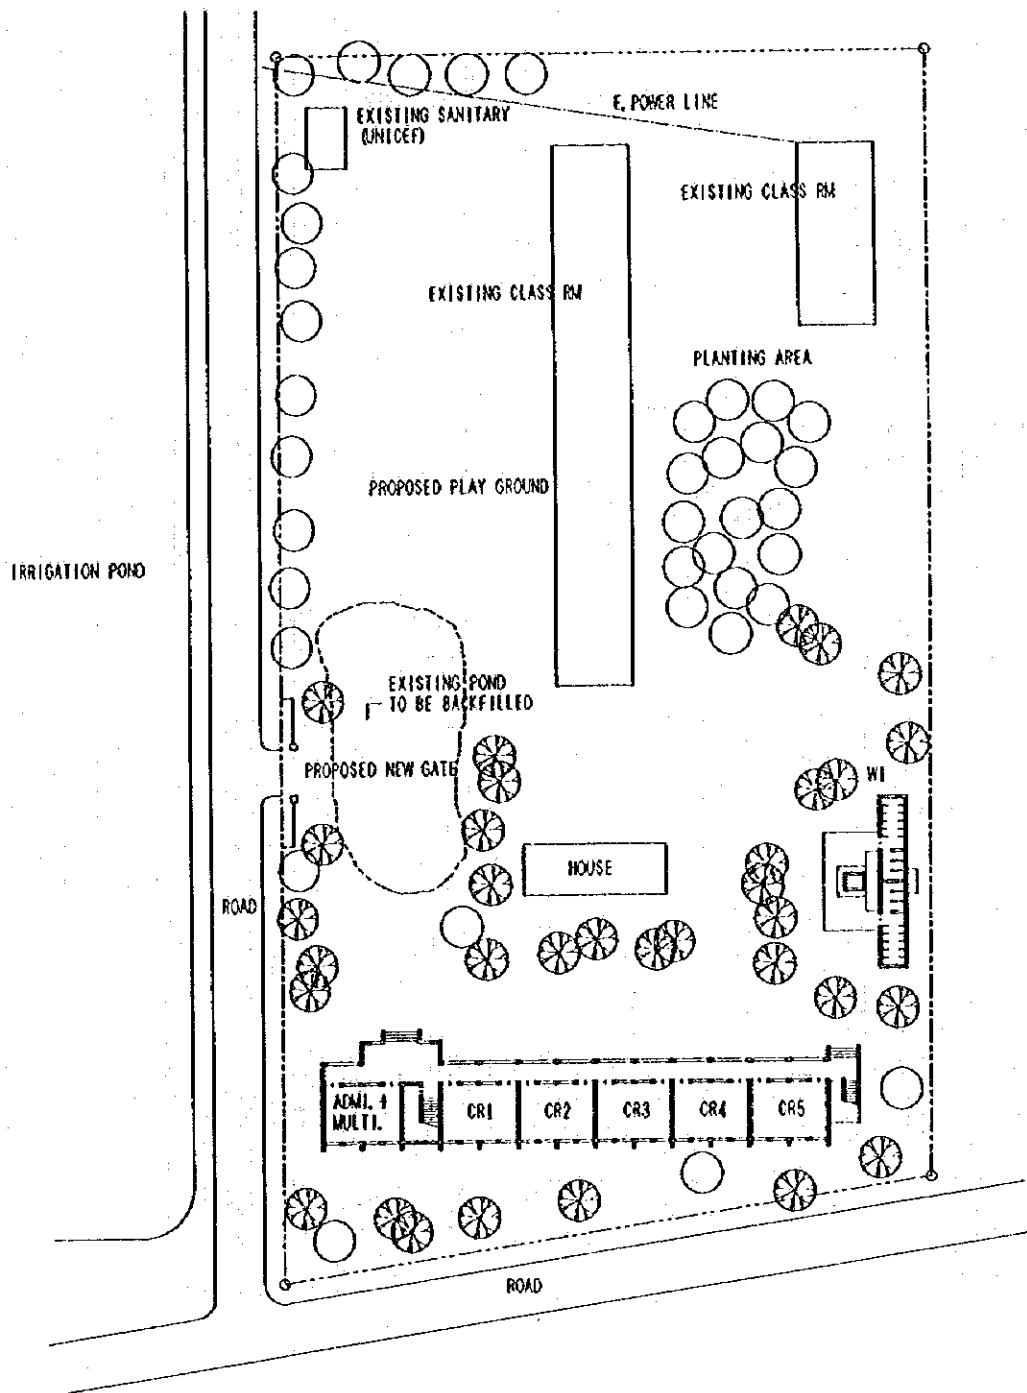 E. POWER LINE
EXISTING SANITARY
(UNICEF)
EXISTING CLASS RM
EXISTING CLASS RM
PLANTING AREA
PROPOSED PLAY GROUND
IRRIGATION POND
EXISTING POND
TO BE BACKFILLED
PROPOSED NEW GATE
W1
HOUSE
ROAD
ADMI. &
MULTI.
CR1
CR2
CR3
CR4
CR5
ROAD